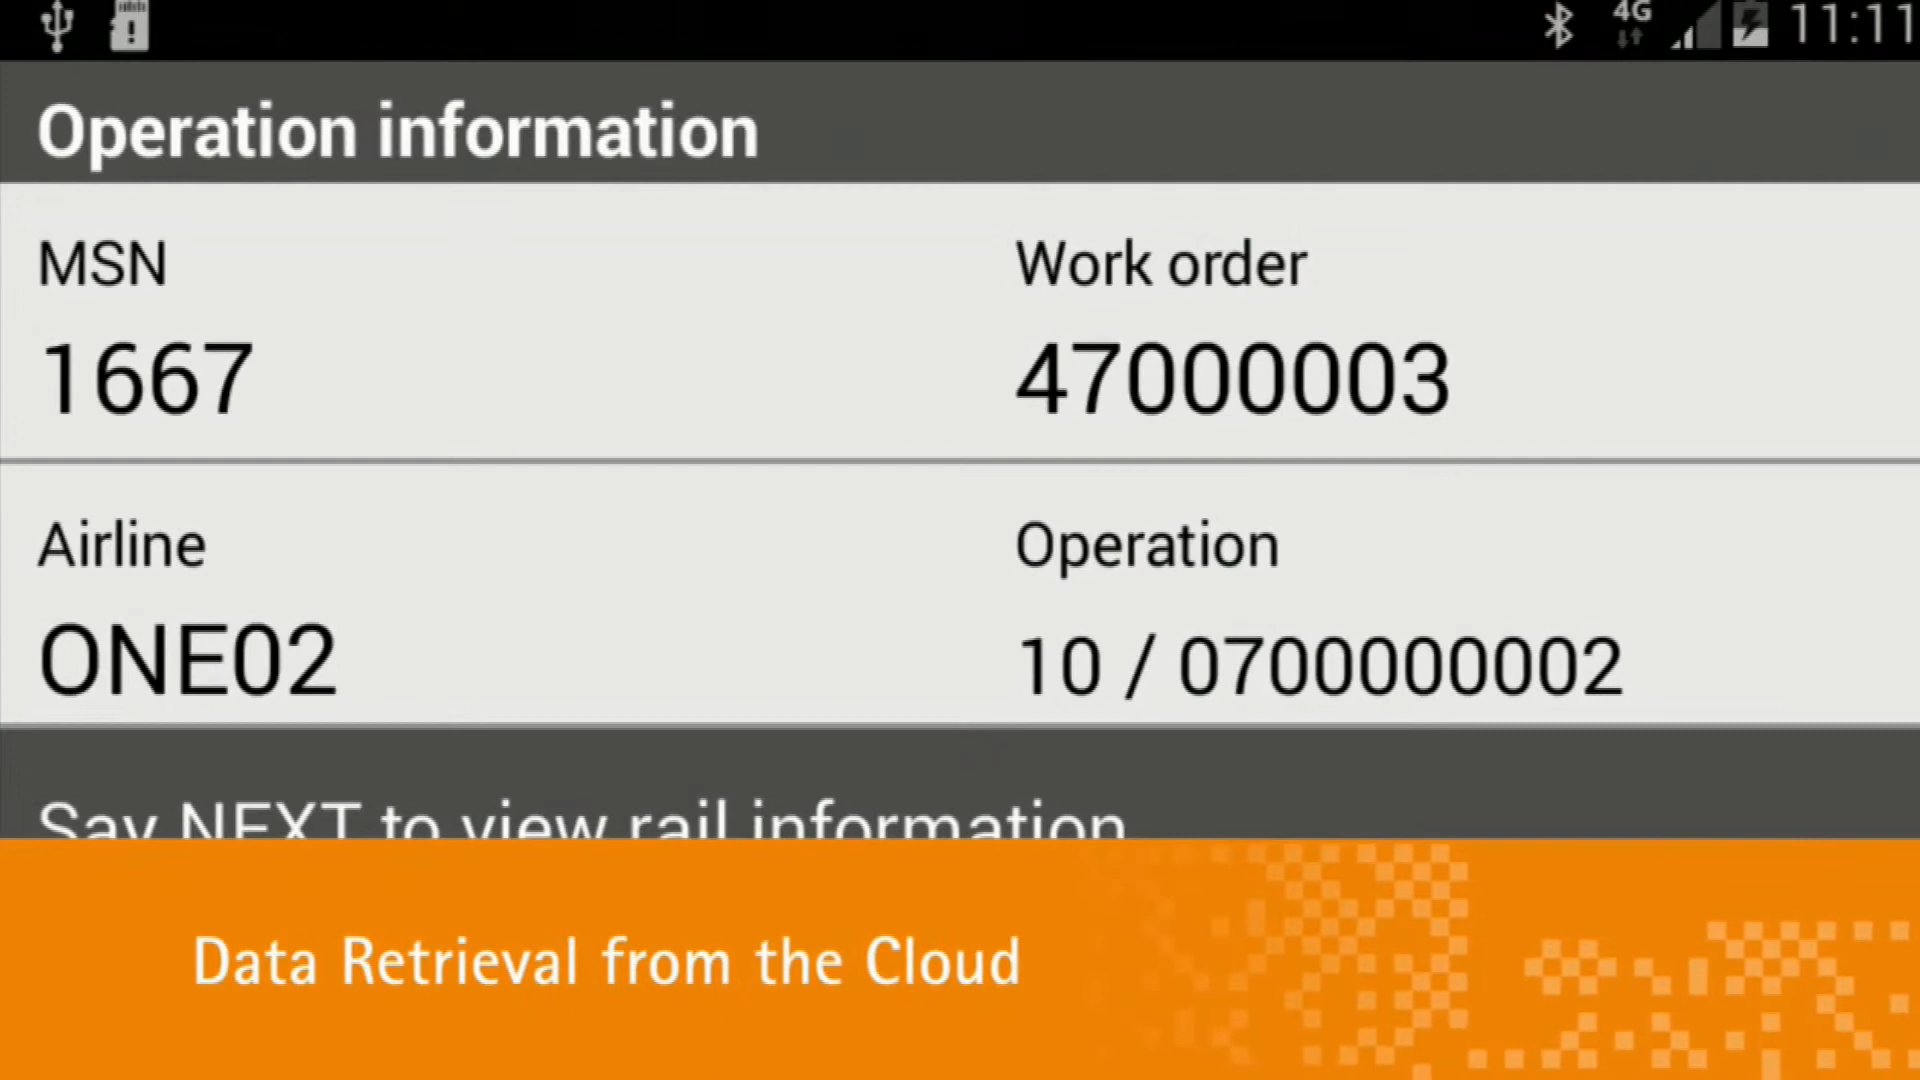 4G 11:11
Operation information
MSN Work order
1667 47000003
Airline Operation
ONE02 10 / 0700000002
Say NEXT to view rail information
Data Retrieval from the Cloud